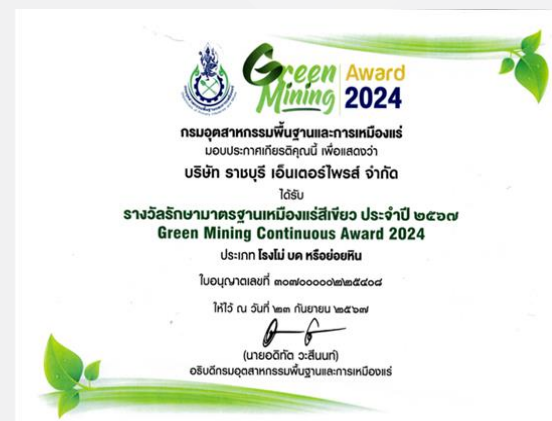 Green Mining Award 2024
กรมอุตสาหกรรมพื้นฐานและการเหมืองแร่
มอบประกาศเกียรติคุณนี้ เพื่อแสดงว่า
บริษัท ราชบุรี เอ็นเตอร์ไพรส์ จำกัด
ได้รับ
รางวัลรักษามาตรฐานเหมืองแร่สีเขียว ประจำปี ๒๕๖๗
Green Mining Continuous Award 2024
ประเภท โรงโม่ บด หรือย่อยหิน
ใบอนุญาตเลขที่ ๓๐๗๐๐๐๐๐๒๒๕๔๐๘
ให้ไว้ ณ วันที่ ๒๓ กันยายน ๒๕๖๗
(นายอดิทัต วะสีนนท์)
อธิบดีกรมอุตสาหกรรมพื้นฐานและการเหมืองแร่